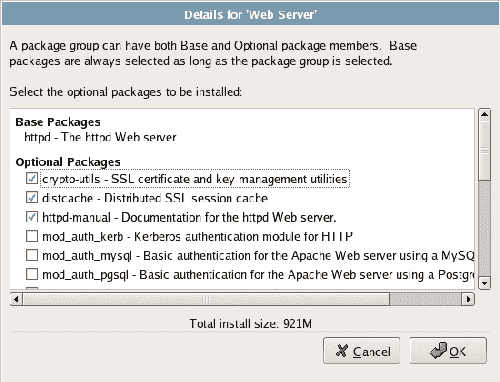 Details for 'Web Server'
A package group can have both Base and Optional package members.  Base
packages are always selected as long as the package group is selected.
Select the optional packages to be installed:
Base Packages
httpd - The httpd Web server
Optional Packages
crypto-utils - SSL certificate and key management utilities
distcache - Distributed SSL session cache
httpd-manual - Documentation for the httpd Web server.
mod_auth_kerb - Kerberos authentication module for HTTP
mod_auth_mysql - Basic authentication for the Apache Web server using a MySQ
mod_auth_pgsql - Basic authentication for the Apache Web server using a Postgr
Total install size: 921M
Cancel
OK